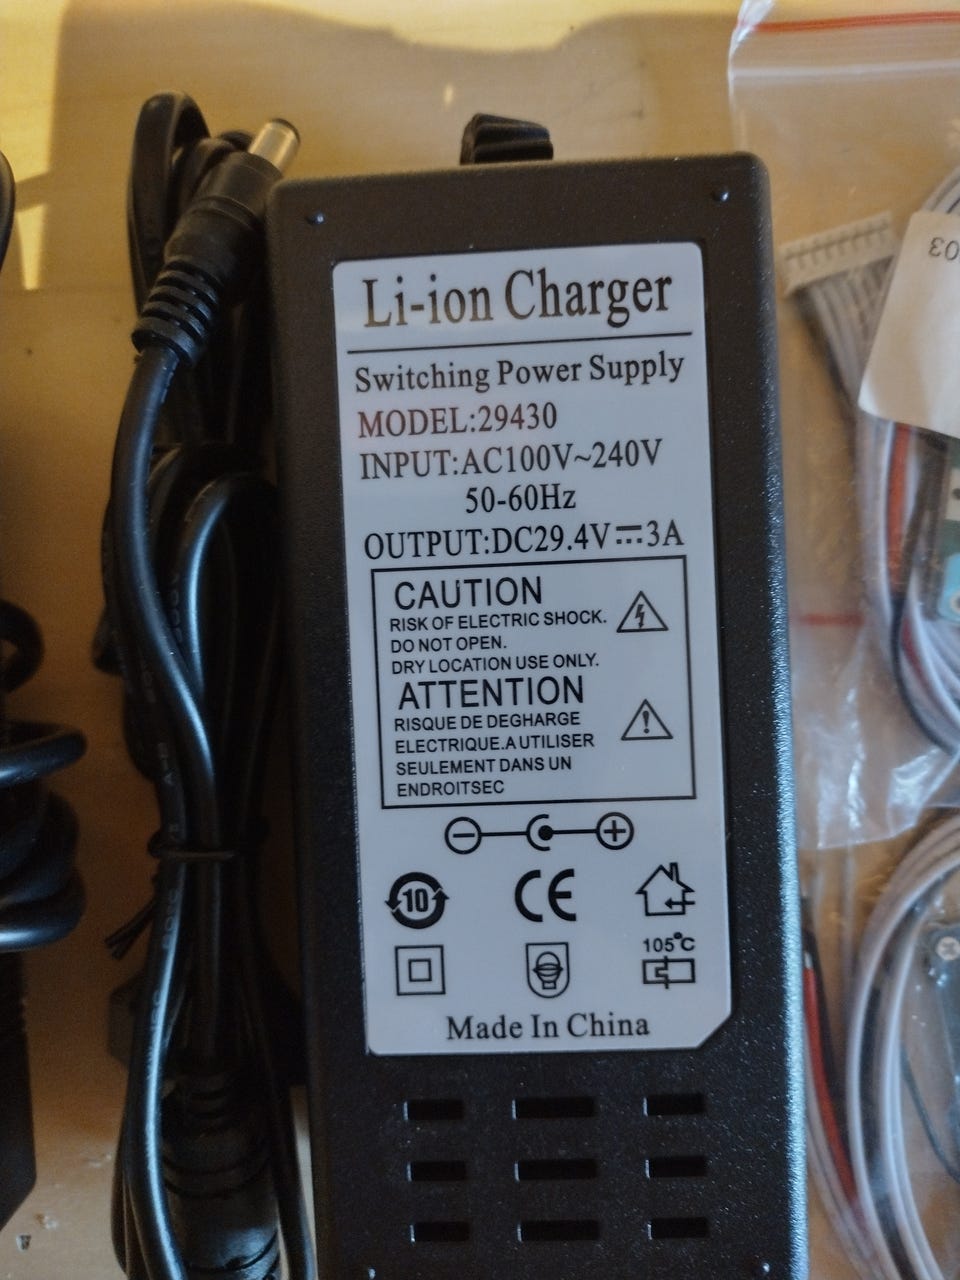 Li-ion Charger
Switching Power Supply
MODEL:29430
INPUT:AC100V~240V
50-60Hz
OUTPUT:DC29.4V⎓3A
CAUTION
RISK OF ELECTRIC SHOCK.
DO NOT OPEN.
DRY LOCATION USE ONLY.
ATTENTION
RISQUE DE DEGHARGE
ELECTRIQUE.AUTILISER
SEULEMENT DANS UN
ENDROITSEC
10
CE
105°C
Made In China